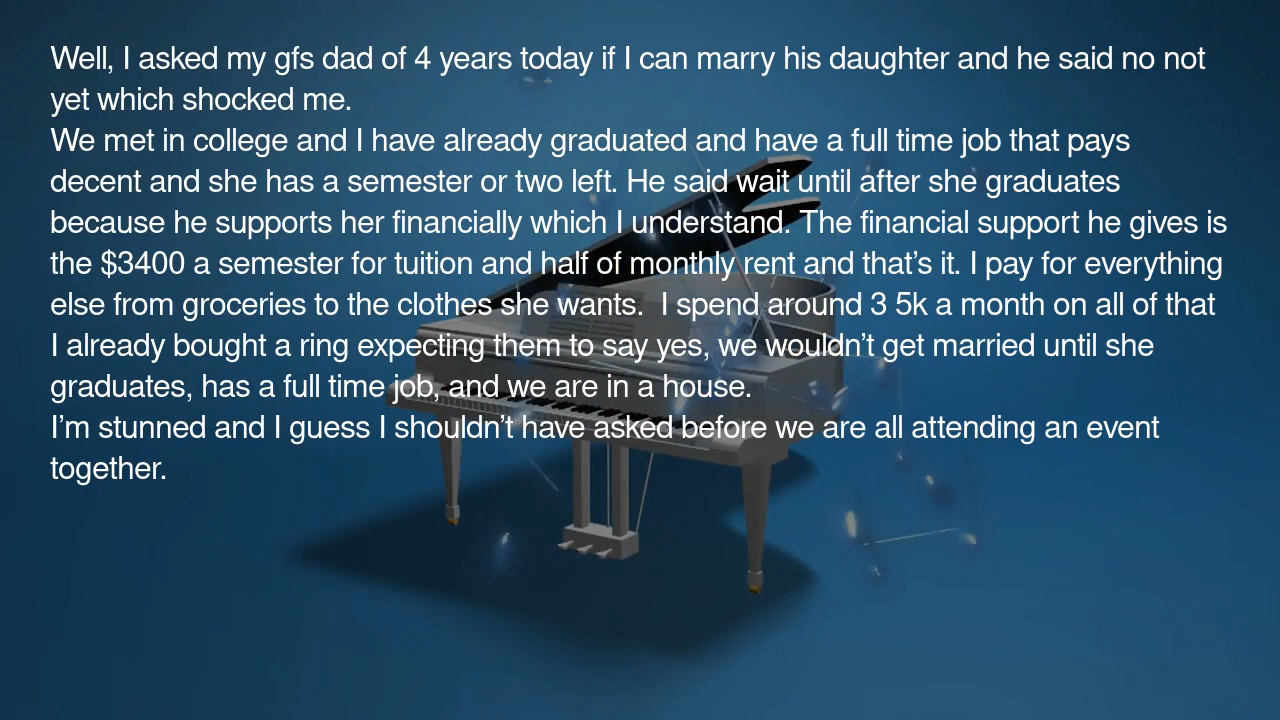 Well, I asked my gfs dad of 4 years today if I can marry his daughter and he said no not
yet which shocked me.
We met in college and I have already graduated and have a full time job that pays
decent and she has a semester or two left. He said wait until after she graduates
because he supports her financially which I understand. The financial support he gives is
the $3400 a semester for tuition and half of monthly rent and that’s it. I pay for everything
else from groceries to the clothes she wants.  I spend around 3 5k a month on all of that
I already bought a ring expecting them to say yes, we wouldn’t get married until she
graduates, has a full time job, and we are in a house.
I’m stunned and I guess I shouldn’t have asked before we are all attending an event
together.